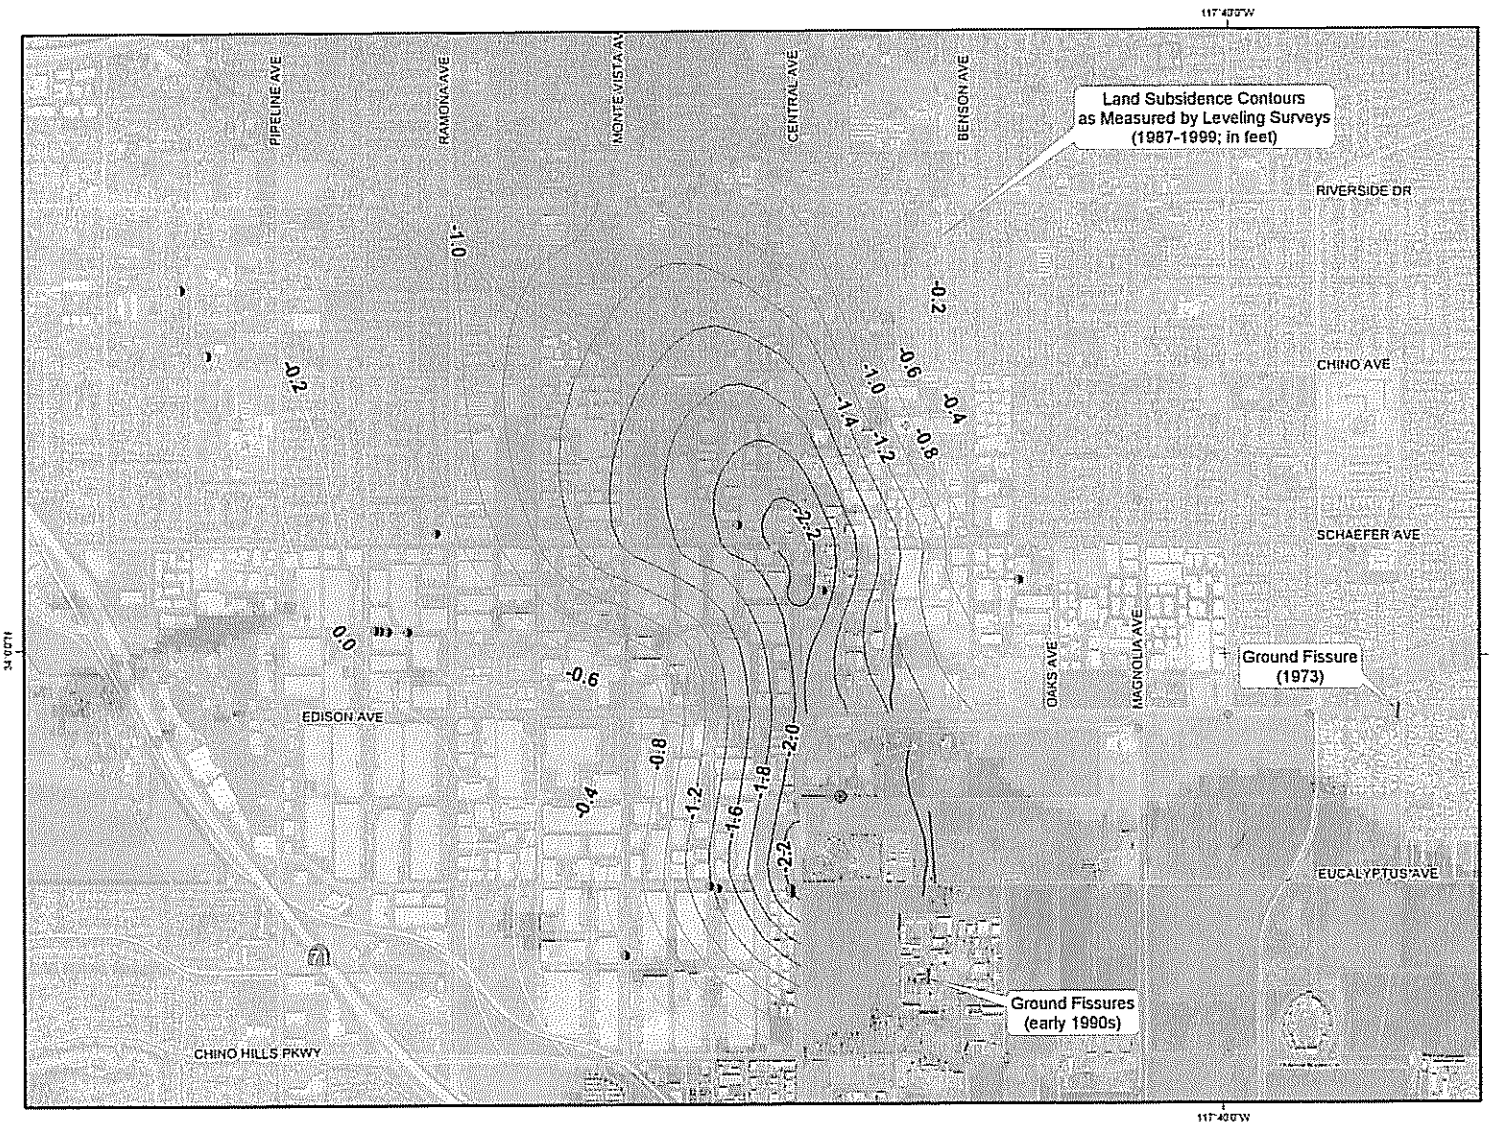 117°40'0"W
PIPELINE AVE
RAMONA AVE
MONTE VISTA AV
CENTRAL AVE
BENSON AVE
Land Subsidence Contours
as Measured by Leveling Surveys
(1987-1999; in feet)
RIVERSIDE DR
-1.0
-0.2
-0.6
CHINO AVE
-0.2
-1.0
-1.4
-0.4
-1.2
-0.8
-2.2
SCHAEFER AVE
0.0
34°0'0"N
OAKS AVE
MAGNOLIA AVE
Ground Fissure
(1973)
-0.6
EDISON AVE
-0.8
-2.0
-1.8
-0.4
-1.2
-1.6
-2.2
EUCALYPTUS AVE
71
Ground Fissures
(early 1990s)
CHINO HILLS PKWY
117°40'0"W